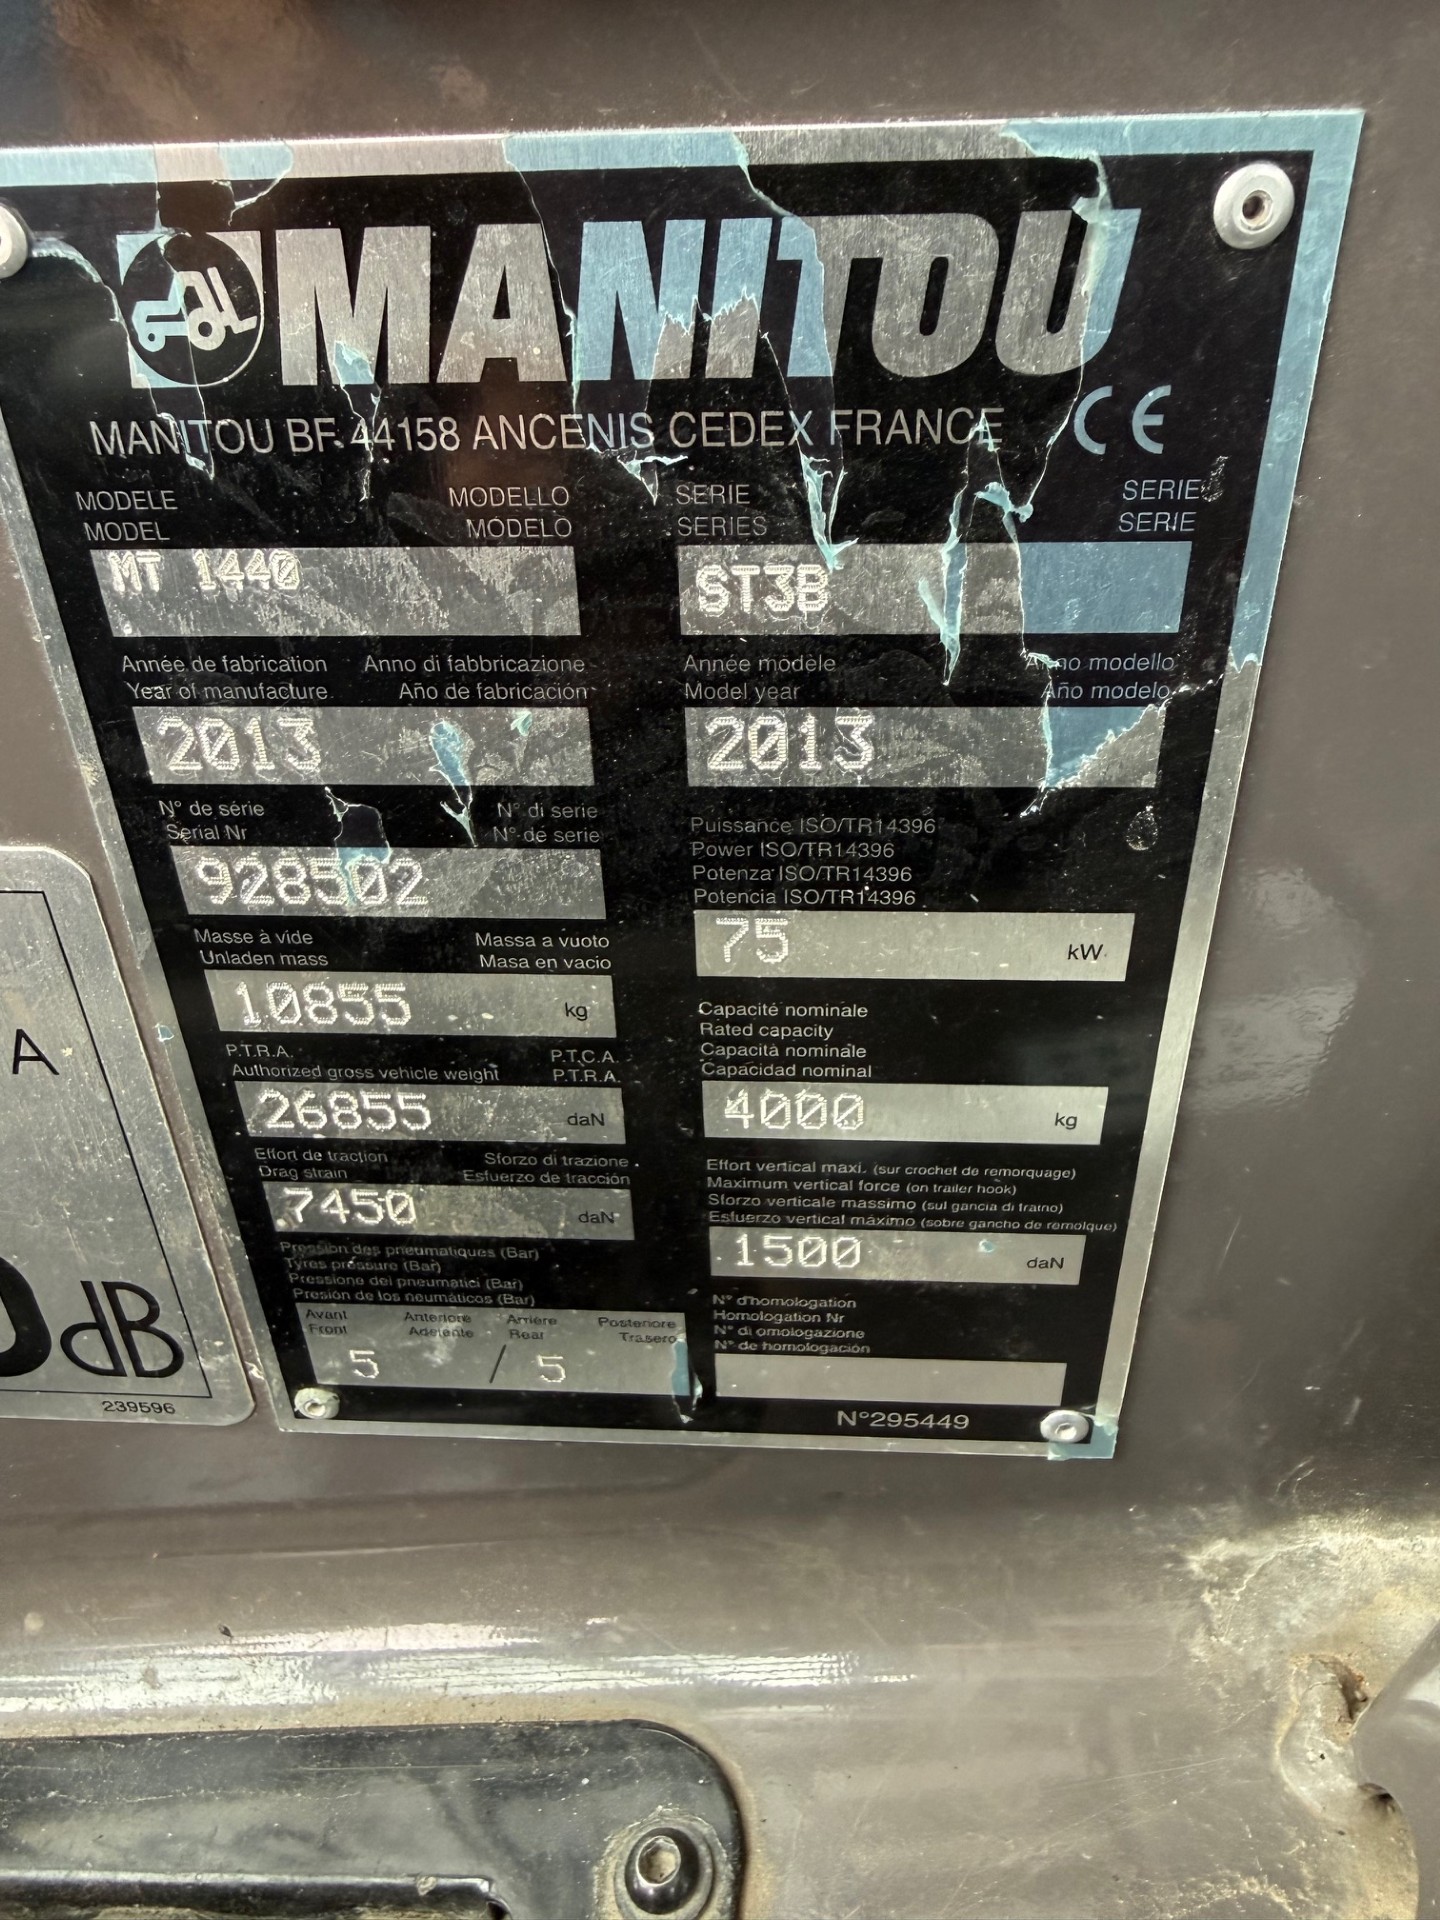 MANITOU
MANITOU BF 44158 ANCENIS CEDEX FRANCE CE
MODELE MODELLO
MODEL MODELO
MT 1440
SERIE SERIE
SERIES SERIE
ST3B
Année de fabrication Anno di fabbricazione
Year of manufacture Año de fabricación
2013
Année modèle Anno modello
Model year Año modelo
2013
N° de série N° di serie
Serial Nr N° de serie
928502
Puissance ISO/TR14396
Power ISO/TR14396
Potenza ISO/TR14396
Potencia ISO/TR14396
75 kW
Masse à vide Massa a vuoto
Unladen mass Masa en vacio
10855 kg
Capacité nominale
Rated capacity
Capacità nominale
Capacidad nominal
4000 kg
P.T.R.A. P.T.C.A.
Authorized gross vehicle weight P.T.R.A.
26855 daN
Effort de traction Sforzo di trazione
Drag strain Esfuerzo de tracción
7450 daN
Effort vertical maxi. (sur crochet de remorquage)
Maximum vertical force (on trailer hook)
Sforzo verticale massimo (sul gancia di traino)
Esfuerzo vertical máximo (sobre gancho de remolque)
1500 daN
Pression des pneumatiques (Bar)
Tyres pressure (Bar)
Pressione dei pneumatici (Bar)
Presión de los neumáticos (Bar)
Avant Anteriore Arrière Posteriore
Front Adelente Rear Trasero
5 / 5
N° d'homologation
Homologation Nr
N° di omologazione
N° de homologación
N°295449
A
dB
239596